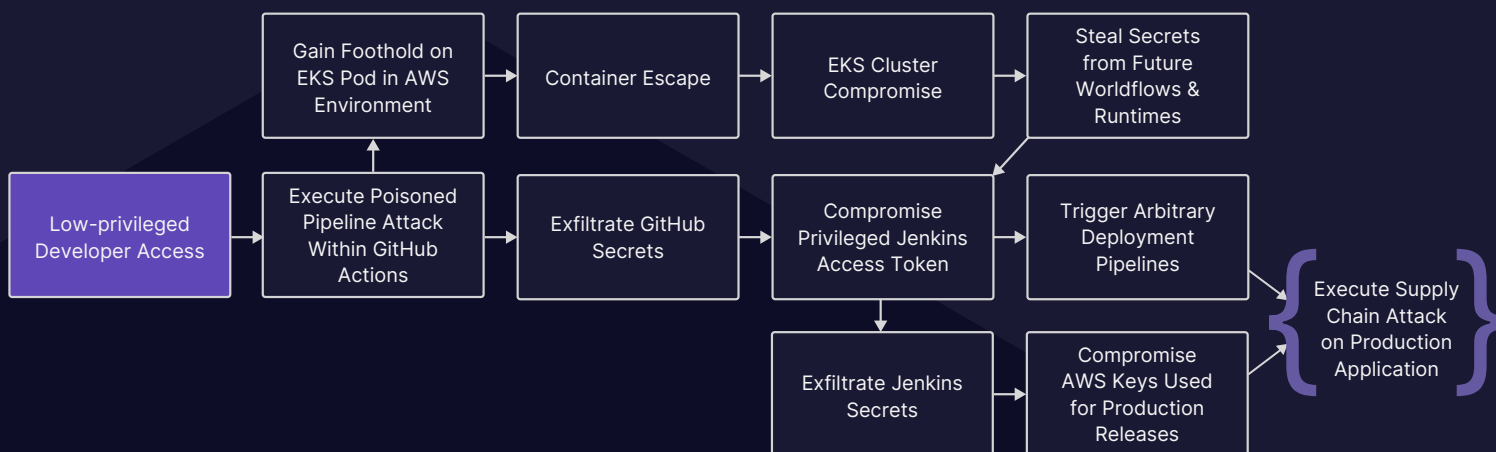 Gain Foothold on
EKS Pod in AWS
Environment
Container Escape
EKS Cluster
Compromise
Steal Secrets
from Future
Worldflows &
Runtimes
Low-privileged
Developer Access
Execute Poisoned
Pipeline Attack
Within GitHub
Actions
Exfiltrate GitHub
Secrets
Compromise
Privileged Jenkins
Access Token
Trigger Arbitrary
Deployment
Pipelines
Execute Supply
Chain Attack
on Production
Application
Exfiltrate Jenkins
Secrets
Compromise
AWS Keys Used
for Production
Releases